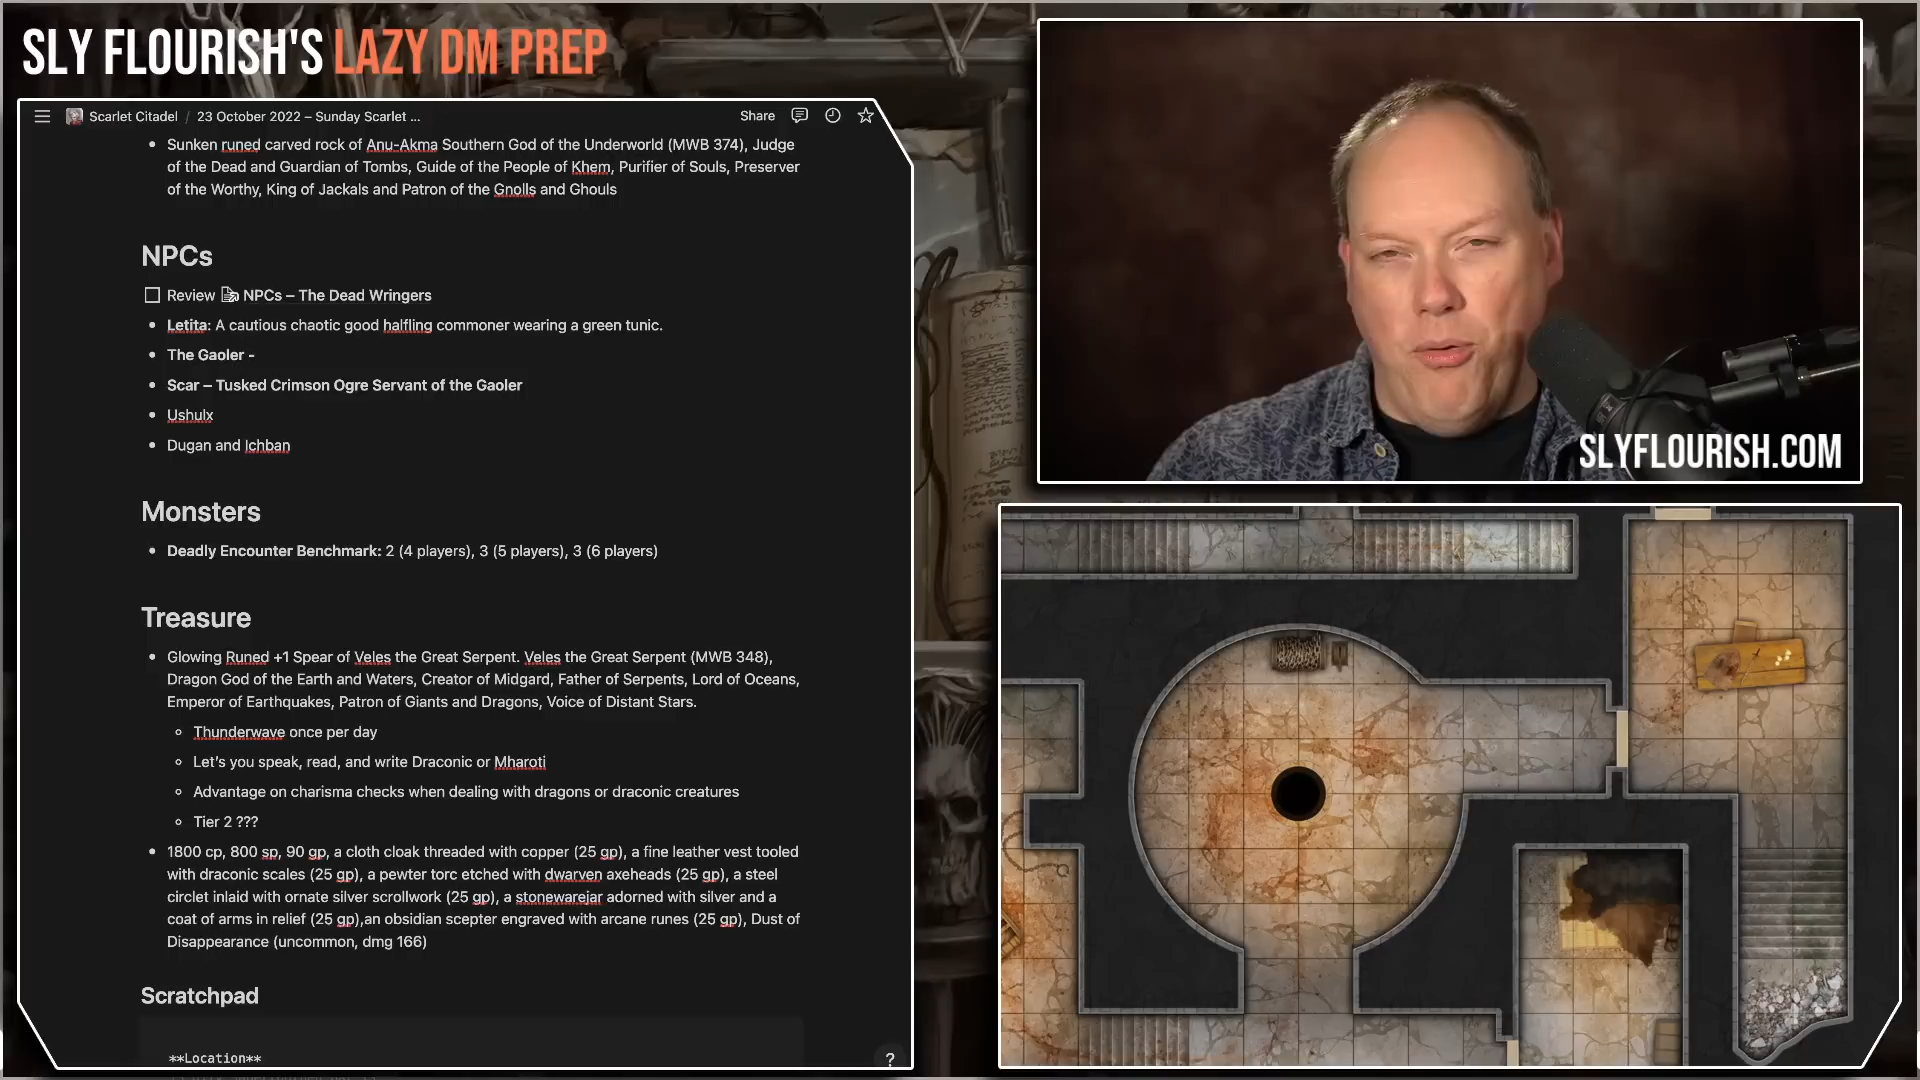 SLY FLOURISH'S LAZY DM PREP
Scarlet Citadel / 23 October 2022 – Sunday Scarlet ...
Share
Sunken runed carved rock of Anu-Akma Southern God of the Underworld (MWB 374), Judge
of the Dead and Guardian of Tombs, Guide of the People of Khem, Purifier of Souls, Preserver
of the Worthy, King of Jackals and Patron of the Gnolls and Ghouls
NPCs
Review NPCs – The Dead Wringers
Letita: A cautious chaotic good halfling commoner wearing a green tunic.
The Gaoler -
Scar – Tusked Crimson Ogre Servant of the Gaoler
Ushulx
Dugan and Ichban
Monsters
Deadly Encounter Benchmark: 2 (4 players), 3 (5 players), 3 (6 players)
Treasure
Glowing Runed +1 Spear of Veles the Great Serpent. Veles the Great Serpent (MWB 348),
Dragon God of the Earth and Waters, Creator of Midgard, Father of Serpents, Lord of Oceans,
Emperor of Earthquakes, Patron of Giants and Dragons, Voice of Distant Stars.
Thunderwave once per day
Let's you speak, read, and write Draconic or Mharoti
Advantage on charisma checks when dealing with dragons or draconic creatures
Tier 2 ???
1800 cp, 800 sp, 90 gp, a cloth cloak threaded with copper (25 gp), a fine leather vest tooled
with draconic scales (25 gp), a pewter torc etched with dwarven axeheads (25 gp), a steel
circlet inlaid with ornate silver scrollwork (25 gp), a stonewarejar adorned with silver and a
coat of arms in relief (25 gp),an obsidian scepter engraved with arcane runes (25 gp), Dust of
Disappearance (uncommon, dmg 166)
Scratchpad
**Location**
?
SLYFLOURISH.COM